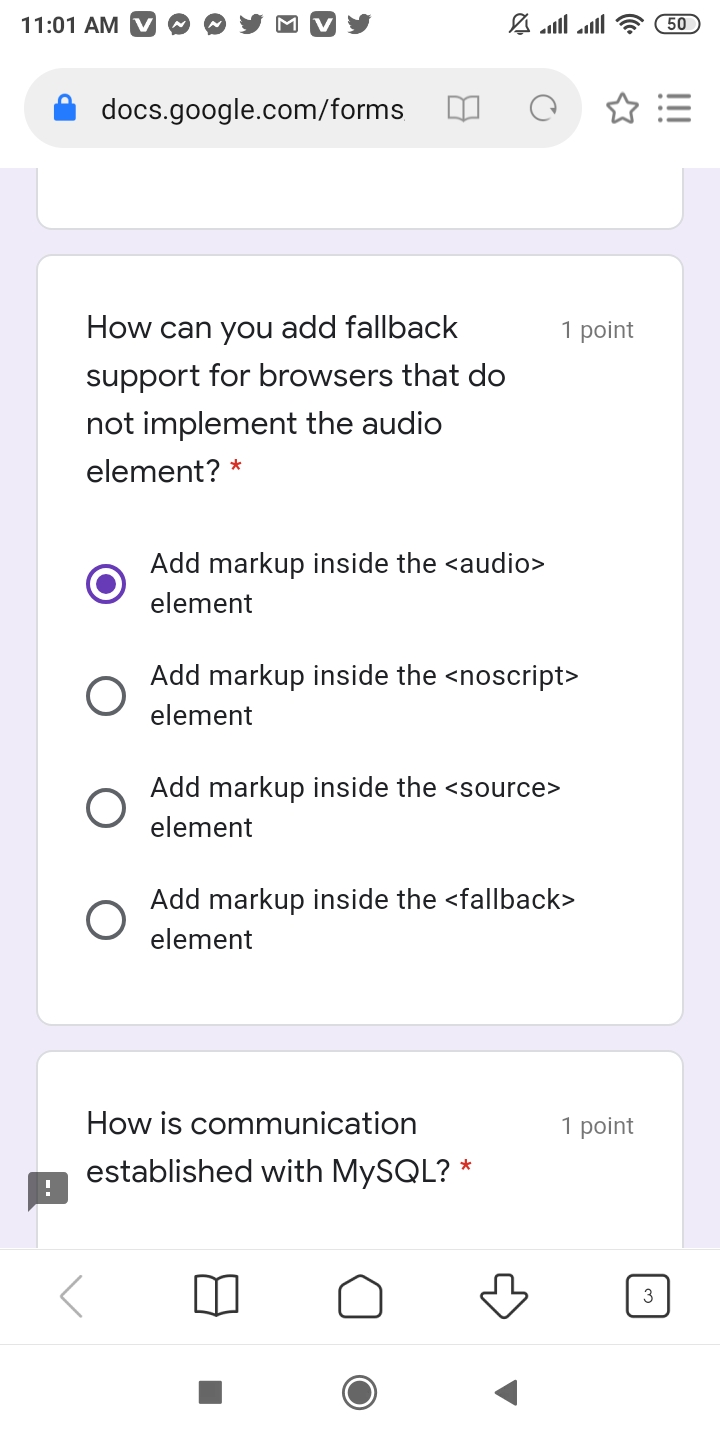 11:01 AM
50
docs.google.com/forms
How can you add fallback
1 point
support for browsers that do
not implement the audio
element? *
Add markup inside the <audio>
element
Add markup inside the <noscript>
element
Add markup inside the <source>
element
Add markup inside the <fallback>
element
How is communication
1 point
established with MySQL? *
3